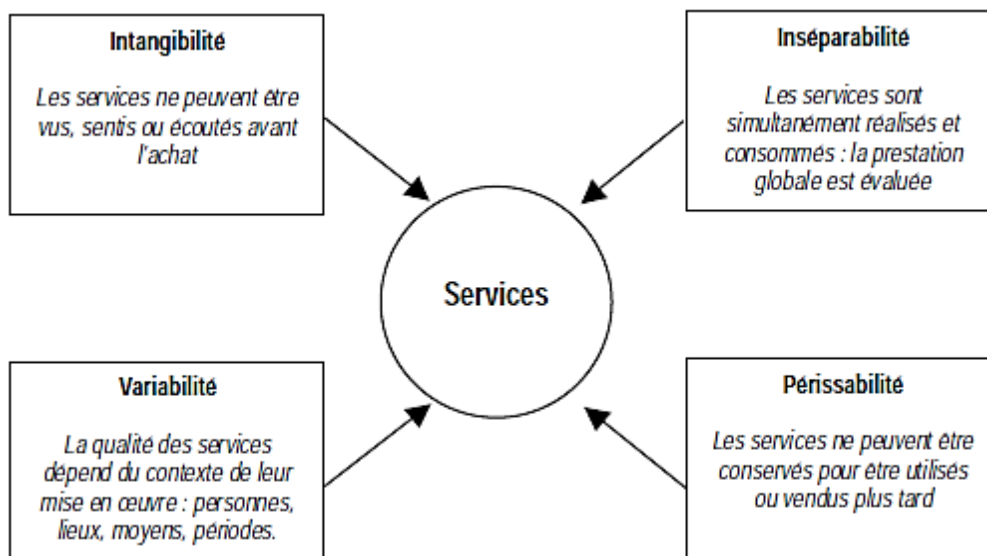 Intangibilité
Les services ne peuvent être
vus, sentis ou écoutés avant
l'achat
Inséparabilité
Les services sont
simultanément réalisés et
consommés : la prestation
globale est évaluée
Services
Variabilité
La qualité des services
dépend du contexte de leur
mise en œuvre : personnes,
lieux, moyens, périodes.
Périssabilité
Les services ne peuvent être
conservés pour être utilisés
ou vendus plus tard